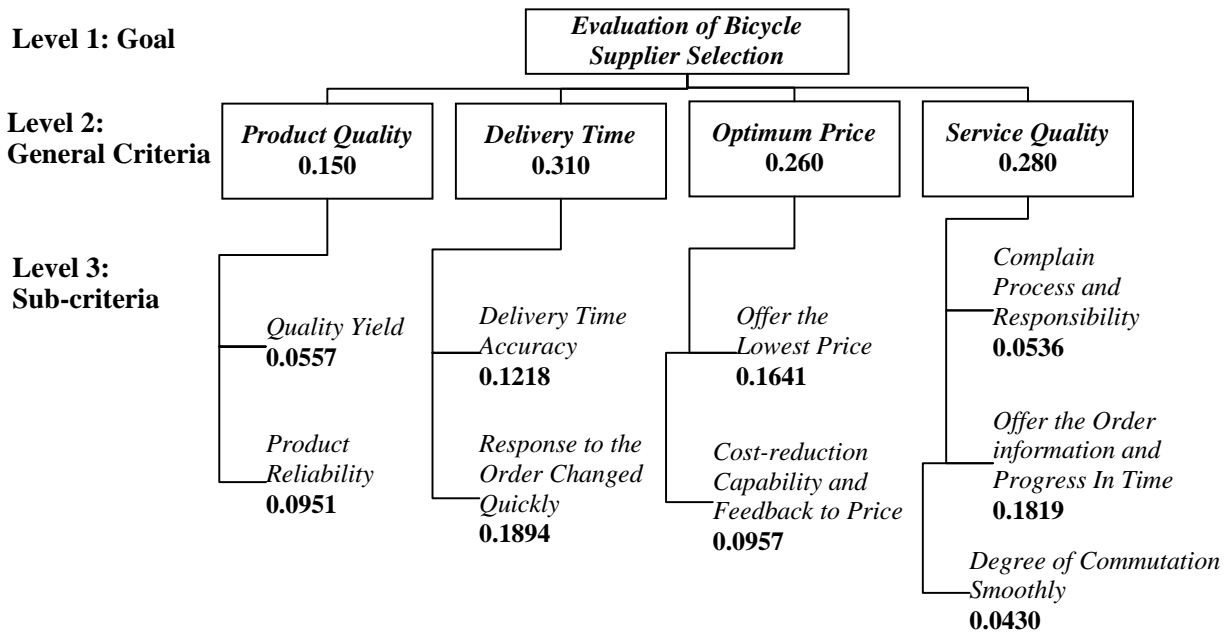 Level 1: Goal
Evaluation of Bicycle
Supplier Selection
Level 2:
General Criteria
Product Quality
0.150
Delivery Time
0.310
Optimum Price
0.260
Service Quality
0.280
Level 3:
Sub-criteria
Quality Yield
0.0557
Product
Reliability
0.0951
Delivery Time
Accuracy
0.1218
Response to the
Order Changed
Quickly
0.1894
Offer the
Lowest Price
0.1641
Cost-reduction
Capability and
Feedback to Price
0.0957
Complain
Process and
Responsibility
0.0536
Offer the Order
information and
Progress In Time
0.1819
Degree of Commutation
Smoothly
0.0430